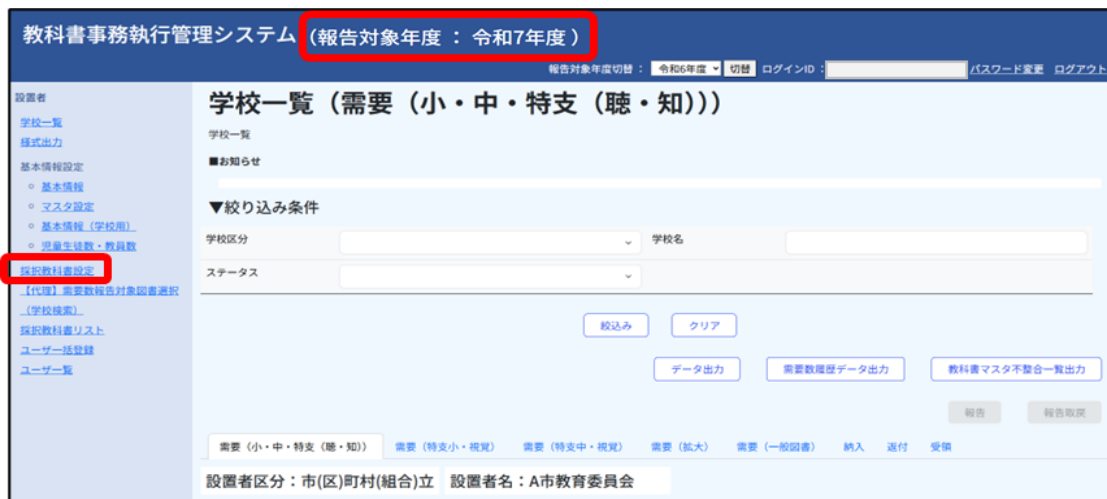 教科書事務執行管理システム（報告対象年度 ： 令和7年度 ）
報告対象年度切替： 令和6年度 切替 ログインID： パスワード変更 ログアウト
設置者
学校一覧
様式出力
基本情報設定
基本情報
マスタ設定
基本情報（学校用）
児童生徒数・教員数
採択教科書設定
【代理】需要数報告対象図書選択
（学校検索）
採択教科書リスト
ユーザ一括登録
ユーザ一覧
学校一覧（需要（小・中・特支（聴・知）））
学校一覧
■お知らせ
▼絞り込み条件
学校区分 学校名
ステータス
絞込み クリア
データ出力 需要数履歴データ出力 教科書マスタ不整合一覧出力
報告 報告取戻
需要（小・中・特支（聴・知）） 需要（特支小・視覚） 需要（特支中・視覚） 需要（拡大） 需要（一般図書） 納入 返付 受領
設置者区分：市(区)町村(組合)立 設置者名：A市教育委員会